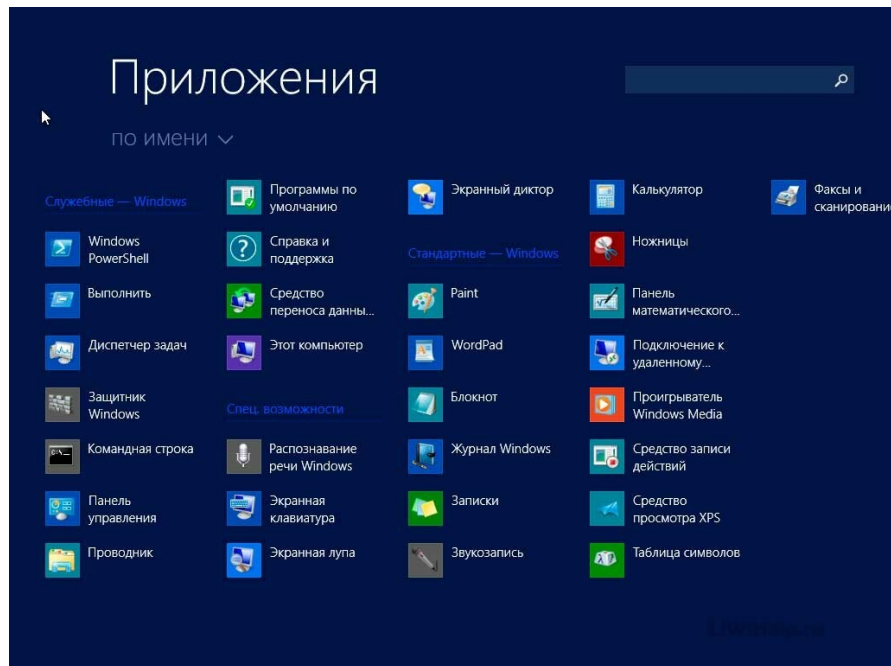 Приложения
по имени
Служебные — Windows
Windows
PowerShell
Выполнить
Диспетчер задач
Защитник
Windows
Командная строка
Панель
управления
Проводник
Программы по
умолчанию
Справка и
поддержка
Средство
переноса данны...
Этот компьютер
Спец. возможности
Распознавание
речи Windows
Экранная
клавиатура
Экранная лупа
Экранный диктор
Стандартные — Windows
Paint
WordPad
Блокнот
Журнал Windows
Записки
Звукозапись
Калькулятор
Ножницы
Панель
математического...
Подключение к
удаленному...
Проигрыватель
Windows Media
Средство записи
действий
Средство
просмотра XPS
Таблица символов
Факсы и
сканирование